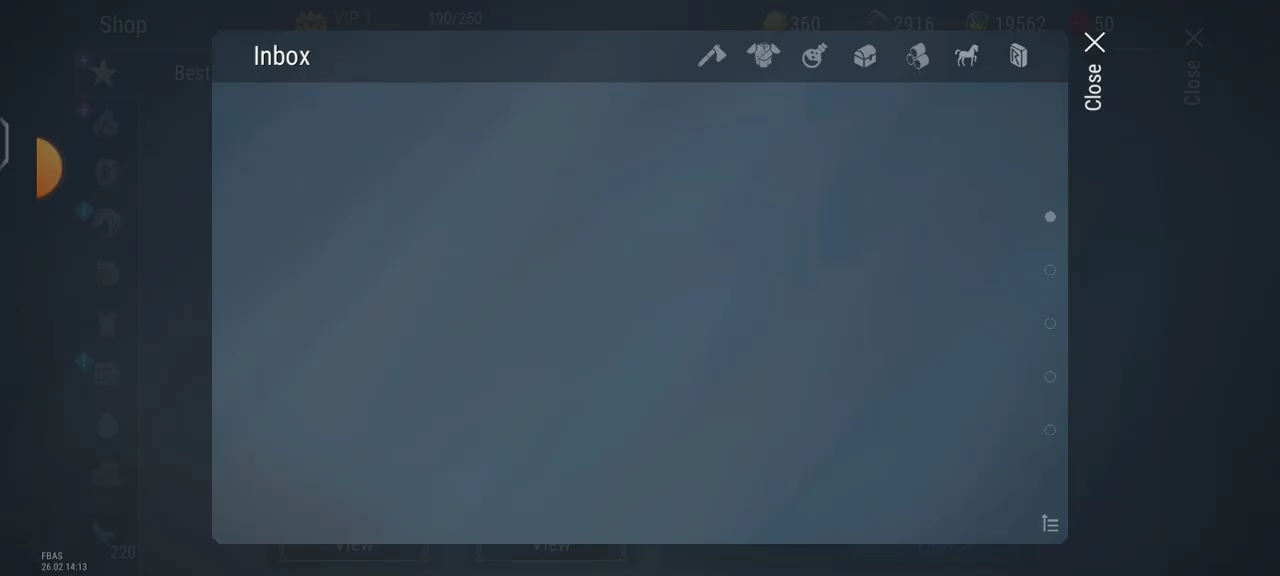 Shop
VIP 1
190/250
360
2916
19562
50
Inbox
Close
Close
Best
View
View
220
FBAS
26.02 14:13